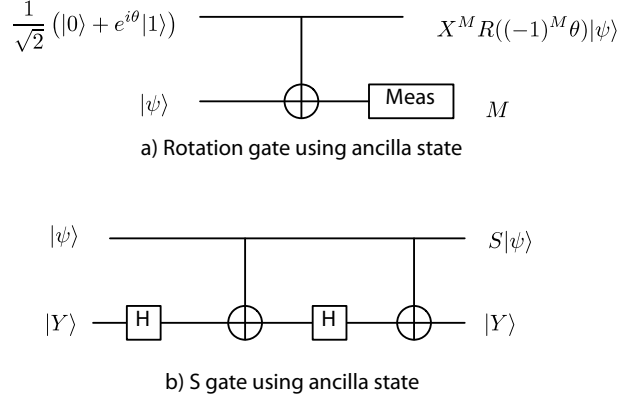 1/√2 (|0⟩ + e^{iθ}|1⟩) X^M R((-1)^M θ)|ψ⟩
|ψ⟩ Meas M
a) Rotation gate using ancilla state
|ψ⟩ S|ψ⟩
|Y⟩ H H |Y⟩
b) S gate using ancilla state